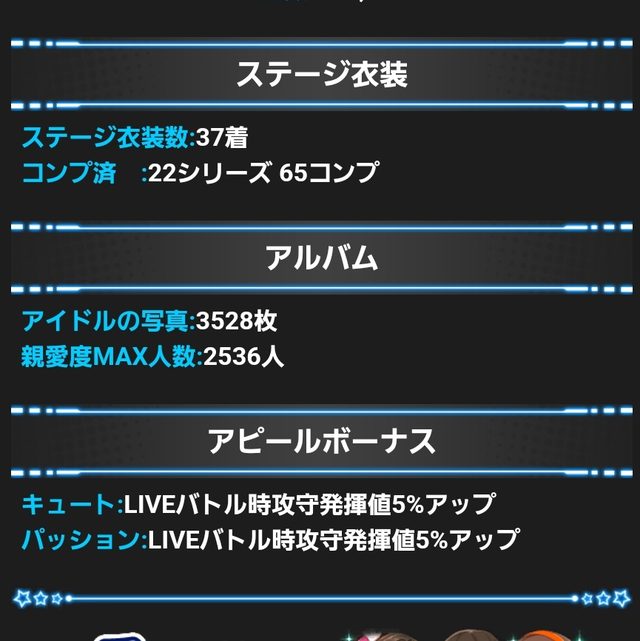 ステージ衣装
ステージ衣装数:37着
コンプ済　:22シリーズ 65コンプ
アルバム
アイドルの写真:3528枚
親愛度MAX人数:2536人
アピールボーナス
キュート:LIVEバトル時攻守発揮値5%アップ
パッション:LIVEバトル時攻守発揮値5%アップ